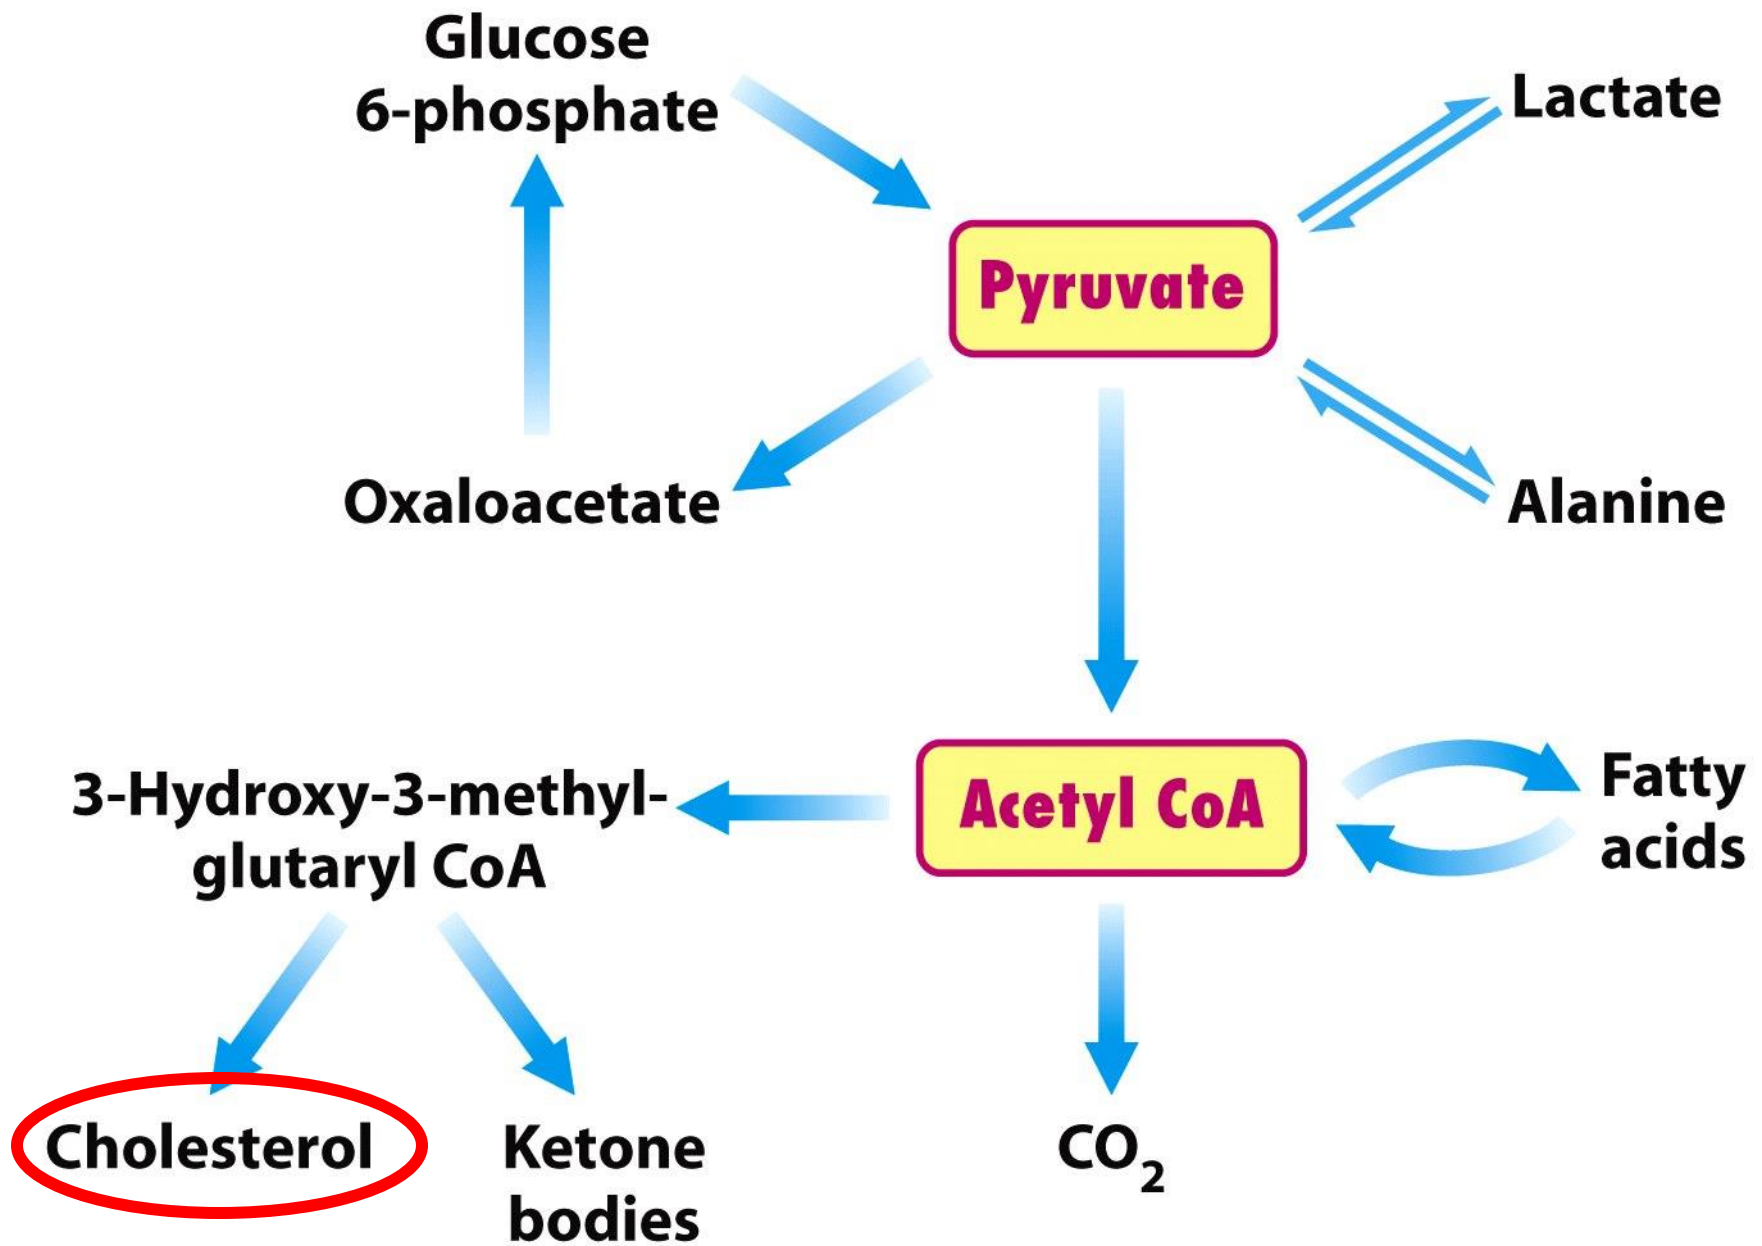 Glucose
6-phosphate
Lactate
Pyruvate
Oxaloacetate
Alanine
3-Hydroxy-3-methyl-
glutaryl CoA
Acetyl CoA
Fatty
acids
Cholesterol
Ketone
bodies
CO₂